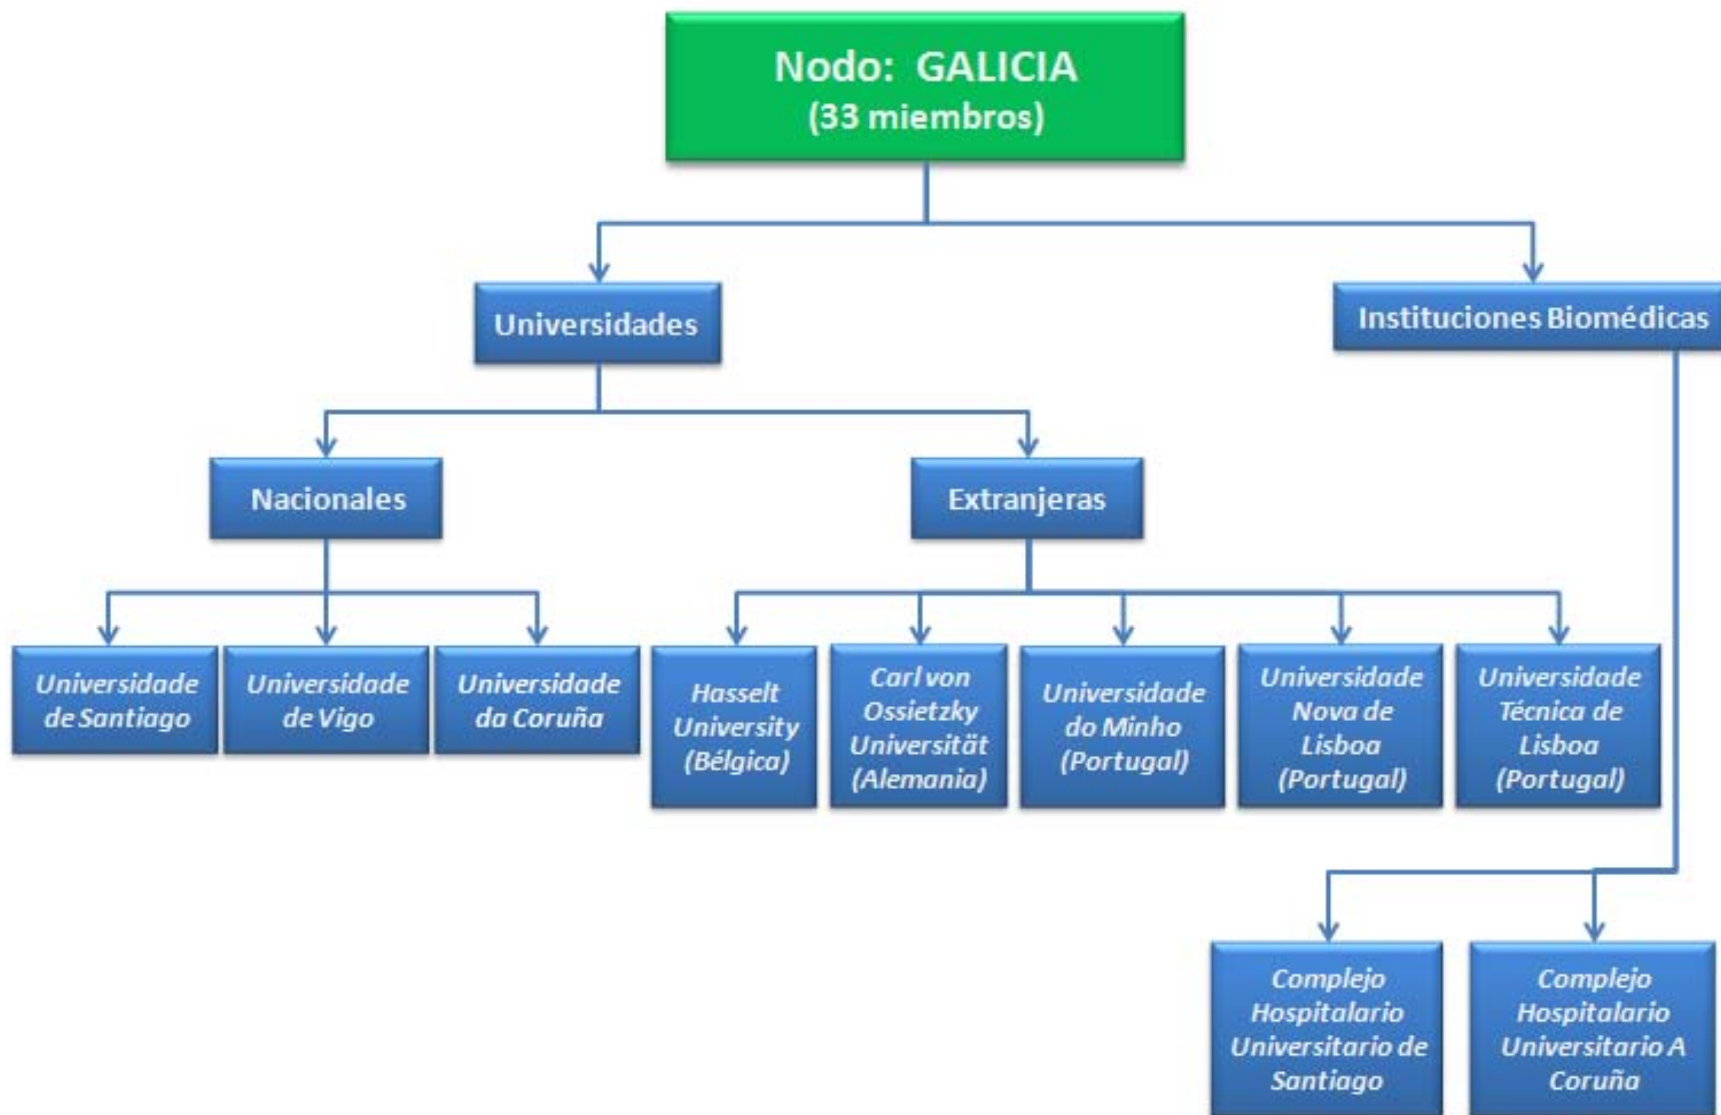 Nodo: GALICIA
(33 miembros)
Universidades
Instituciones Biomédicas
Nacionales
Extranjeras
Universidade
de Santiago
Universidade
de Vigo
Universidade
da Coruña
Hasselt
University
(Bélgica)
Carl von
Ossietzky
Universität
(Alemania)
Universidade
do Minho
(Portugal)
Universidade
Nova de
Lisboa
(Portugal)
Universidade
Técnica de
Lisboa
(Portugal)
Complejo
Hospitalario
Universitario de
Santiago
Complejo
Hospitalario
Universitario A
Coruña